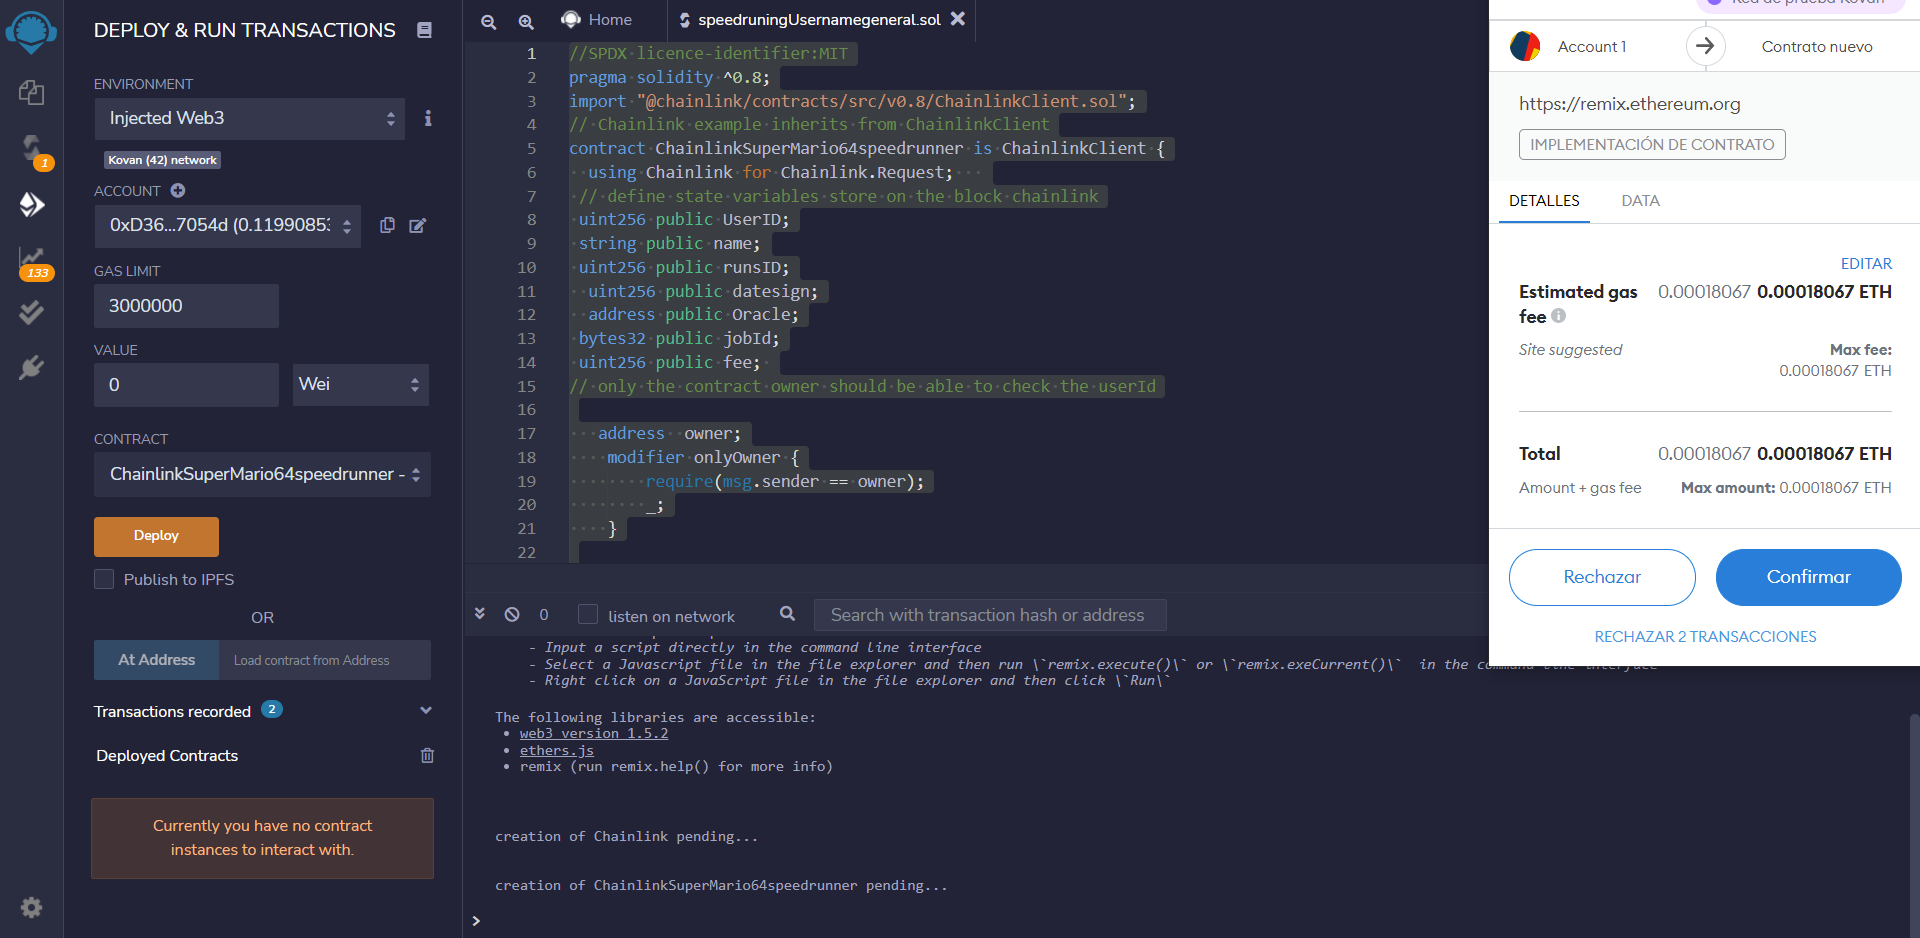 DEPLOY & RUN TRANSACTIONS
ENVIRONMENT
Injected Web3
Kovan (42) network
ACCOUNT
0xD36...7054d (0.11990853
GAS LIMIT
3000000
VALUE
0
Wei
CONTRACT
ChainlinkSuperMario64speedrunner -
Deploy
Publish to IPFS
OR
At Address
Load contract from Address
Transactions recorded 2
Deployed Contracts
Currently you have no contract
instances to interact with.
1
133
Home
speedruningUsernamegeneral.sol
1 //SPDX licence-identifier:MIT
2 pragma solidity ^0.8;
3 import "@chainlink/contracts/src/v0.8/ChainlinkClient.sol";
4 // Chainlink example inherits from ChainlinkClient
5 contract ChainlinkSuperMario64speedrunner is ChainlinkClient {
6 using Chainlink for Chainlink.Request;
7 // define state variables store on the block chainlink
8 uint256 public UserID;
9 string public name;
10 uint256 public runsID;
11 uint256 public datesign;
12 address public Oracle;
13 bytes32 public jobId;
14 uint256 public fee;
15 // only the contract owner should be able to check the userId
16
17 address owner;
18 modifier onlyOwner {
19 require(msg.sender == owner);
20 _;
21 }
22
0
listen on network
Search with transaction hash or address
- Input a script directly in the command line interface
- Select a Javascript file in the file explorer and then run \`remix.execute()\` or \`remix.exeCurrent()\` in the command line interface
- Right click on a JavaScript file in the file explorer and then click \`Run\`
The following libraries are accessible:
• web3 version 1.5.2
• ethers.js
• remix (run remix.help() for more info)
creation of Chainlink pending...
creation of ChainlinkSuperMario64speedrunner pending...
>
Red de prueba Kovan
Account 1
Contrato nuevo
https://remix.ethereum.org
IMPLEMENTACIÓN DE CONTRATO
DETALLES
DATA
EDITAR
Estimated gas 0.00018067 0.00018067 ETH
fee
Site suggested
Max fee:
0.00018067 ETH
Total 0.00018067 0.00018067 ETH
Amount + gas fee Max amount: 0.00018067 ETH
Rechazar
Confirmar
RECHAZAR 2 TRANSACCIONES